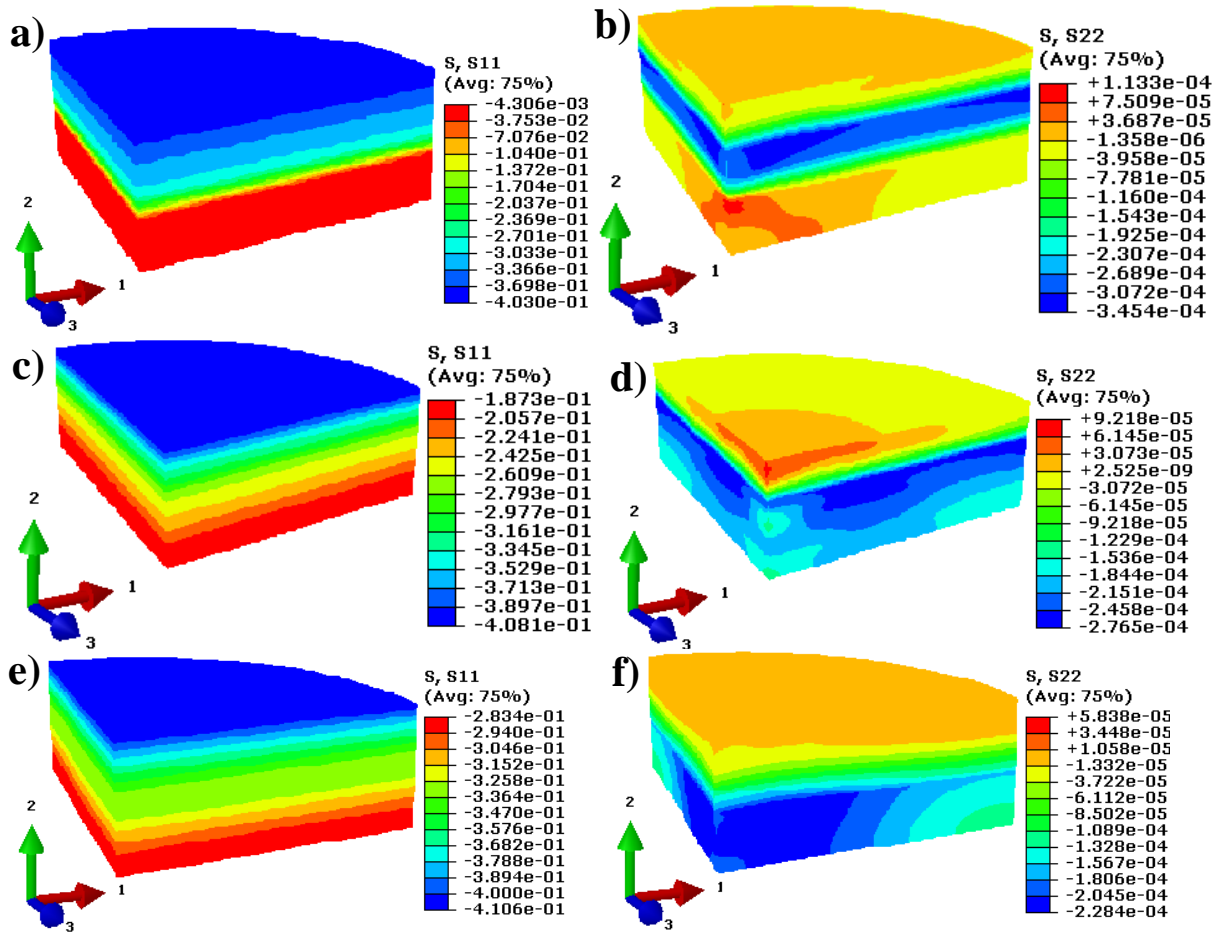 a)
S, S11
(Avg: 75%)
-4.306e-03
-3.753e-02
-7.076e-02
-1.040e-01
-1.372e-01
-1.704e-01
-2.037e-01
-2.369e-01
-2.701e-01
-3.033e-01
-3.366e-01
-3.698e-01
-4.030e-01
2
1
3
b)
S, S22
(Avg: 75%)
+1.133e-04
+7.509e-05
+3.687e-05
-1.358e-06
-3.958e-05
-7.781e-05
-1.160e-04
-1.543e-04
-1.925e-04
-2.307e-04
-2.689e-04
-3.072e-04
-3.454e-04
2
1
3
c)
S, S11
(Avg: 75%)
-1.873e-01
-2.057e-01
-2.241e-01
-2.425e-01
-2.609e-01
-2.793e-01
-2.977e-01
-3.161e-01
-3.345e-01
-3.529e-01
-3.713e-01
-3.897e-01
-4.081e-01
2
1
3
d)
S, S22
(Avg: 75%)
+9.218e-05
+6.145e-05
+3.073e-05
+2.525e-09
-3.072e-05
-6.145e-05
-9.218e-05
-1.229e-04
-1.536e-04
-1.844e-04
-2.151e-04
-2.458e-04
-2.765e-04
2
1
3
e)
S, S11
(Avg: 75%)
-2.834e-01
-2.940e-01
-3.046e-01
-3.152e-01
-3.258e-01
-3.364e-01
-3.470e-01
-3.576e-01
-3.682e-01
-3.788e-01
-3.894e-01
-4.000e-01
-4.106e-01
2
1
3
f)
S, S22
(Avg: 75%)
+5.838e-05
+3.448e-05
+1.058e-05
-1.332e-05
-3.722e-05
-6.112e-05
-8.502e-05
-1.089e-04
-1.328e-04
-1.567e-04
-1.806e-04
-2.045e-04
-2.284e-04
2
1
3